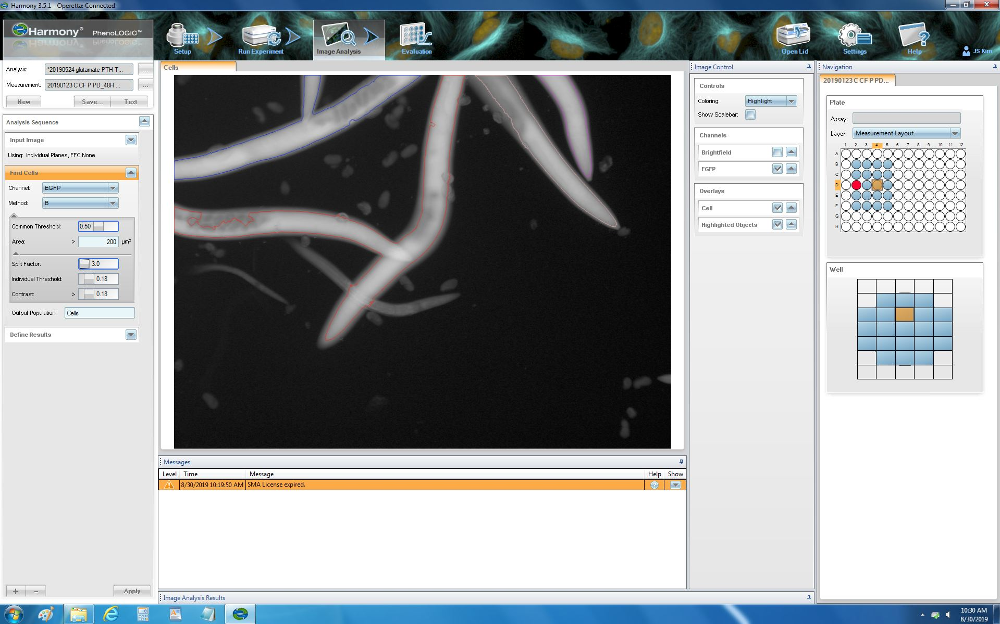 Harmony 3.5.1 - Operetta: Connected
Harmony® PhenoLOGIC™
Setup
Run Experiment
Image Analysis
Evaluation
Open Lid
Settings
Help
JS Kim
Analysis: *20190524 glutamate PTH T... ...
Measurement: 20190123 C CF P PD_48H ... ...
New Save... Test
Analysis Sequence
Input Image
Using: Individual Planes, FFC None
Find Cells
Channel: EGFP
Method: B
Common Threshold: 0.50
Area: > 200 µm²
Split Factor: 3.0
Individual Threshold: 0.18
Contrast: > 0.18
Output Population: Cells
Define Results
+ - Apply
Cells
Messages
Level Time Message Help Show
8/30/2019 10:19:50 AM SMA License expired.
Image Analysis Results
Image Control
Controls
Coloring: Highlight
Show Scalebar:
Channels
Brightfield
EGFP
Overlays
Cell
Highlighted Objects
Navigation
20190123 C CF P PD...
Plate
Assay:
Layer: Measurement Layout
1 2 3 4 5 6 7 8 9 10 11 12
A
B
C
D
E
F
G
H
Well
10:30 AM
8/30/2019